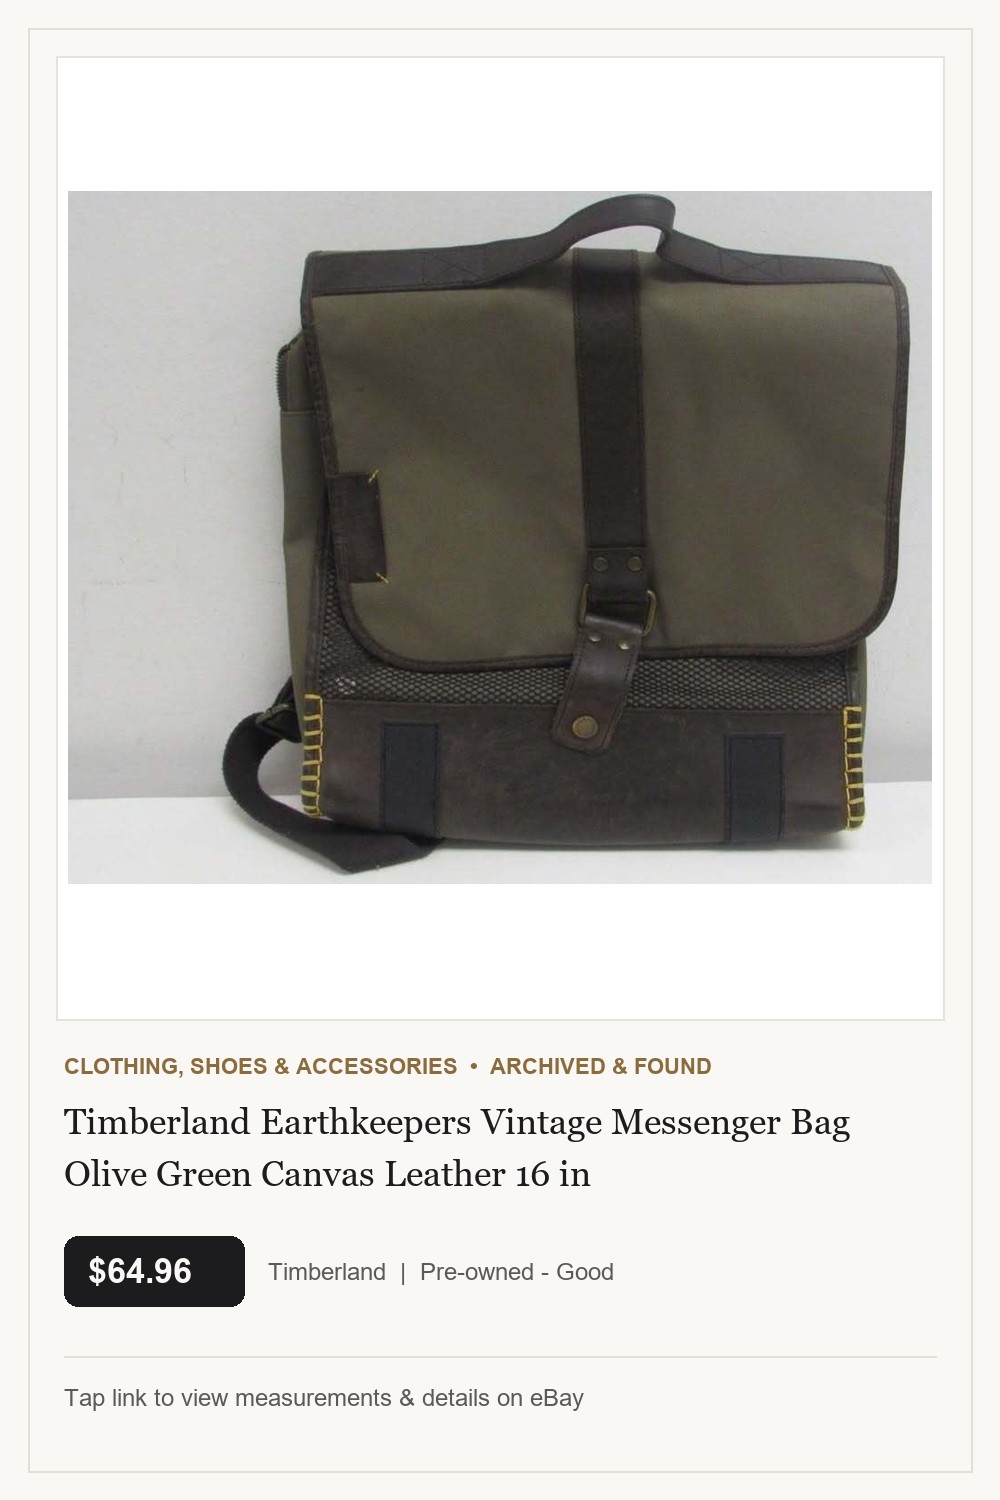 CLOTHING, SHOES & ACCESSORIES • ARCHIVED & FOUND
Timberland Earthkeepers Vintage Messenger Bag
Olive Green Canvas Leather 16 in
$64.96
Timberland | Pre-owned - Good
Tap link to view measurements & details on eBay